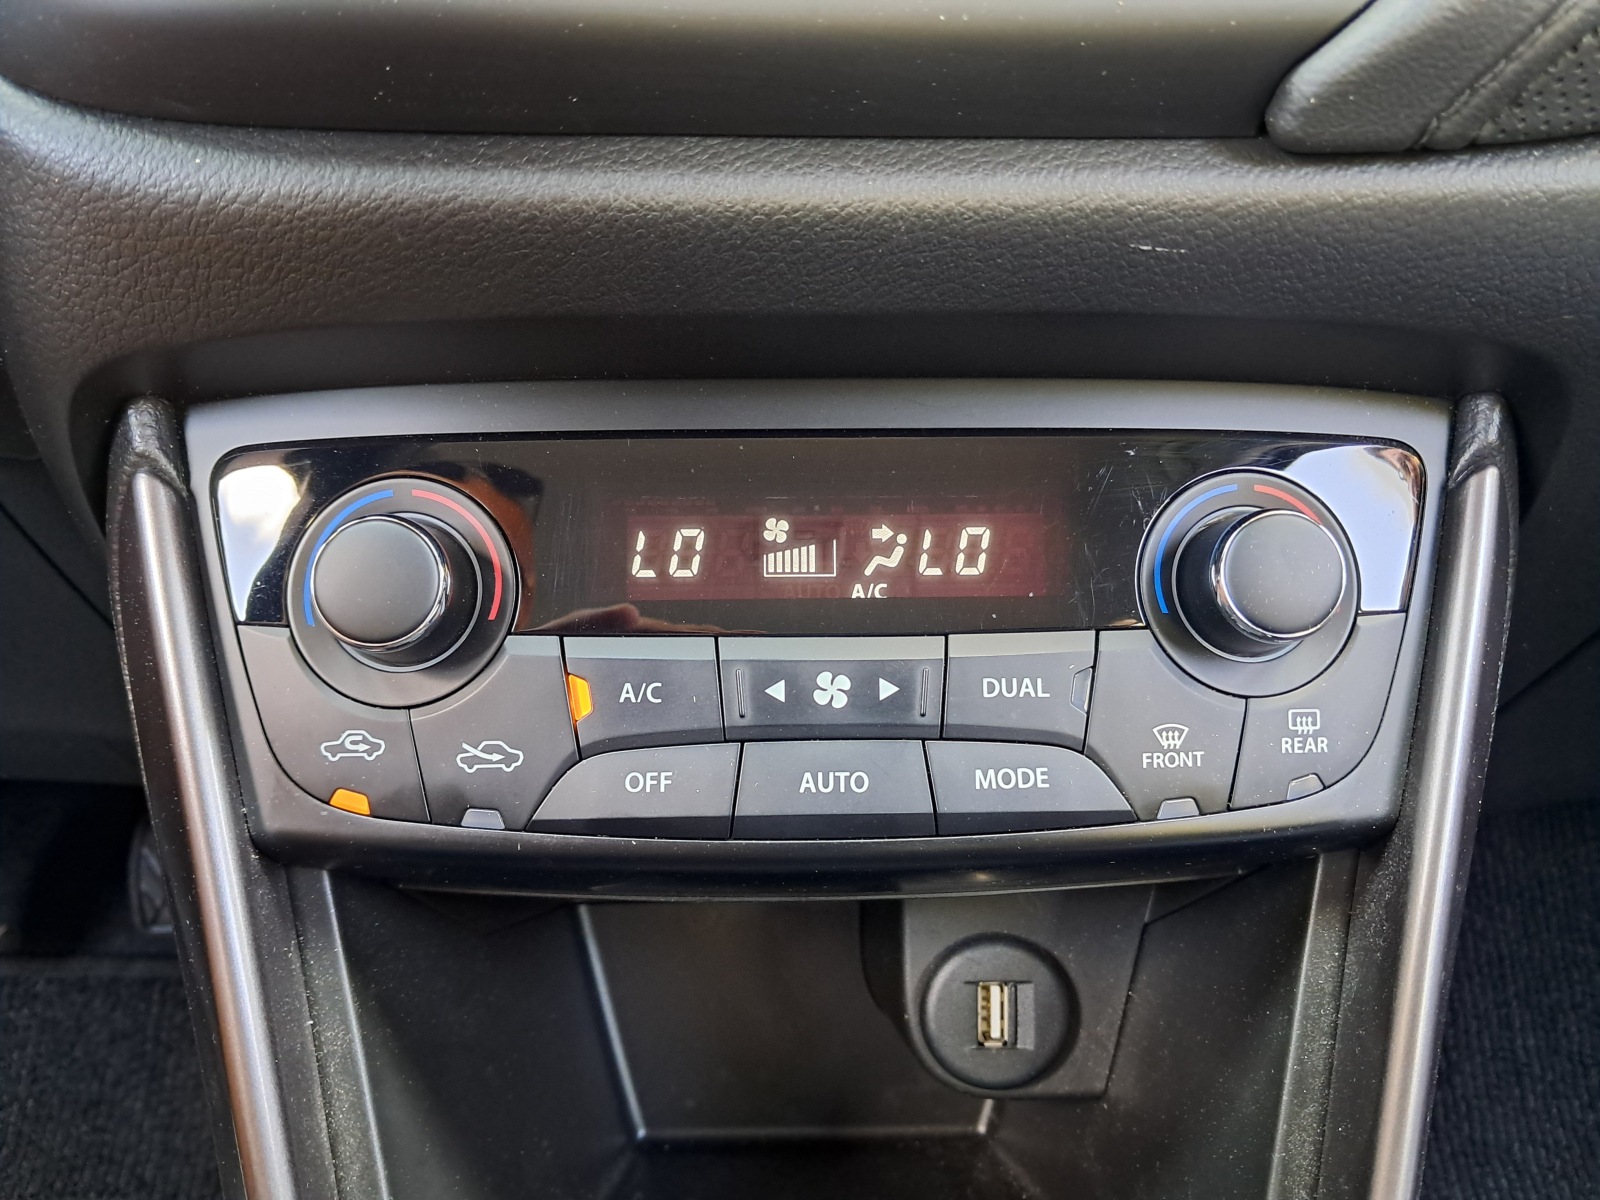 LO LO
A/C
A/C DUAL
FRONT REAR
OFF AUTO MODE